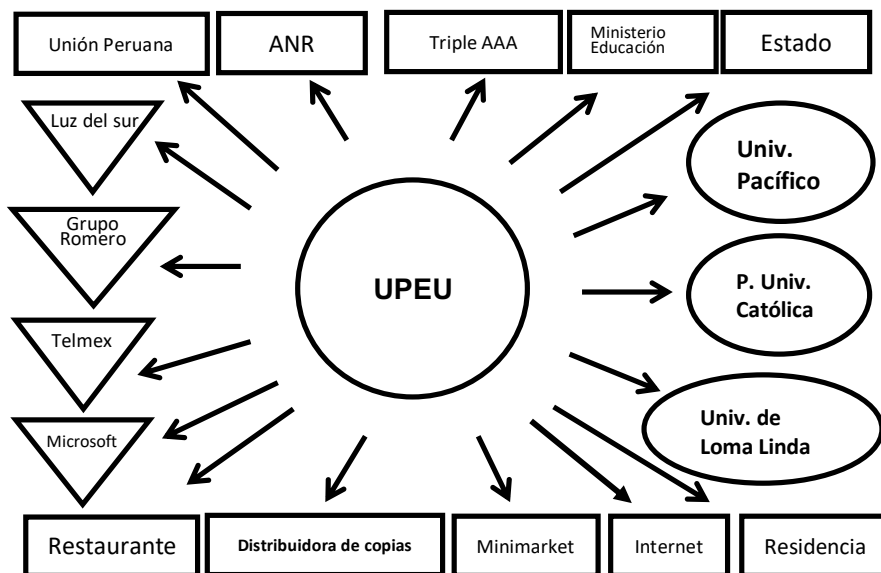 Unión Peruana
ANR
Triple AAA
Ministerio
Educación
Estado
Luz del sur
Univ.
Pacífico
Grupo
Romero
UPEU
P. Univ.
Católica
Telmex
Univ. de
Loma Linda
Microsoft
Restaurante
Distribuidora de copias
Minimarket
Internet
Residencia